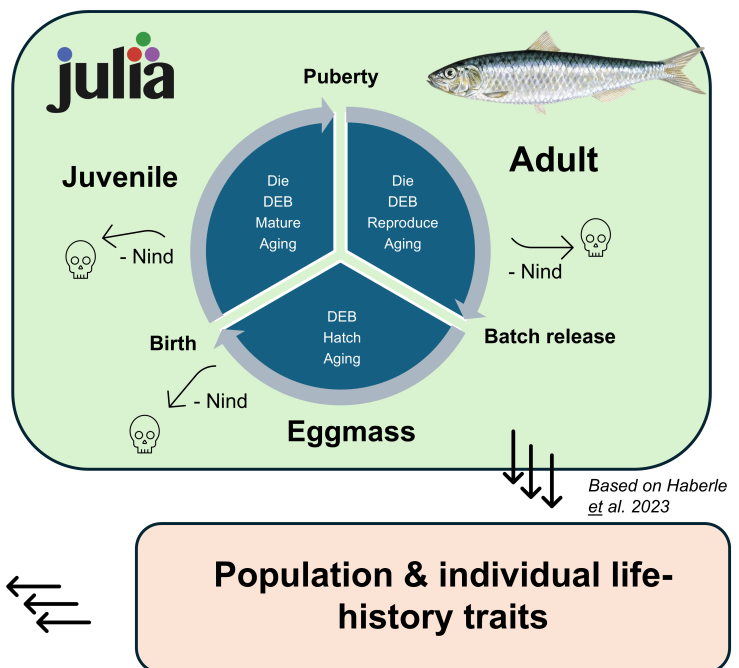 julia
Puberty
Juvenile
Adult
Die
DEB
Mature
Aging
Die
DEB
Reproduce
Aging
- Nind
- Nind
DEB
Hatch
Aging
Birth
Batch release
- Nind
Eggmass
Based on Haberle
et al. 2023
Population & individual life-
history traits